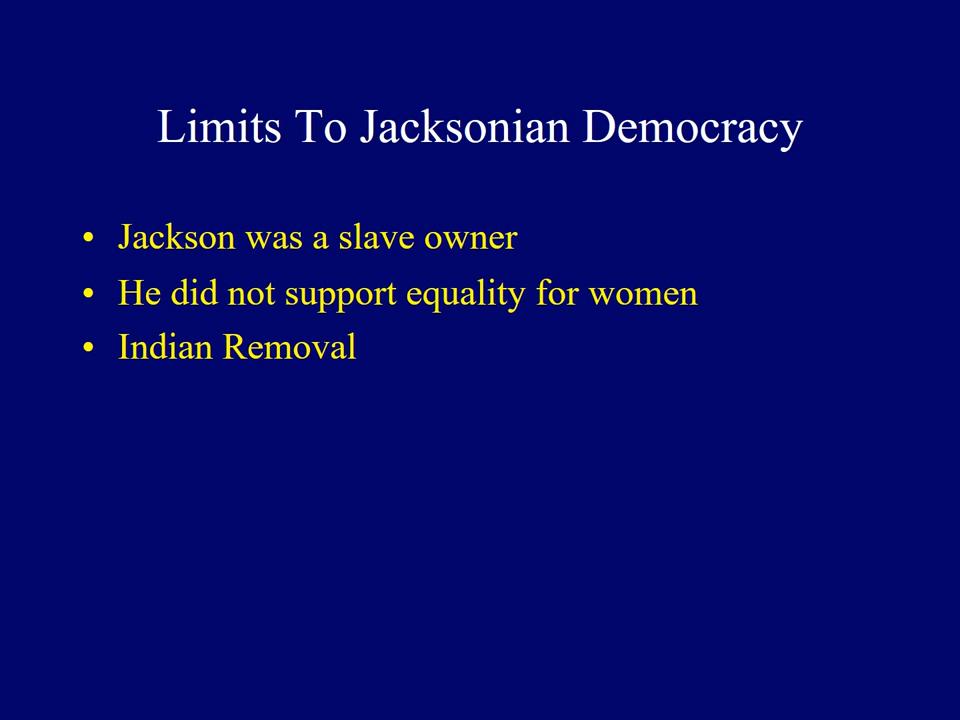 Limits To Jacksonian Democracy
• Jackson was a slave owner
• He did not support equality for women
• Indian Removal